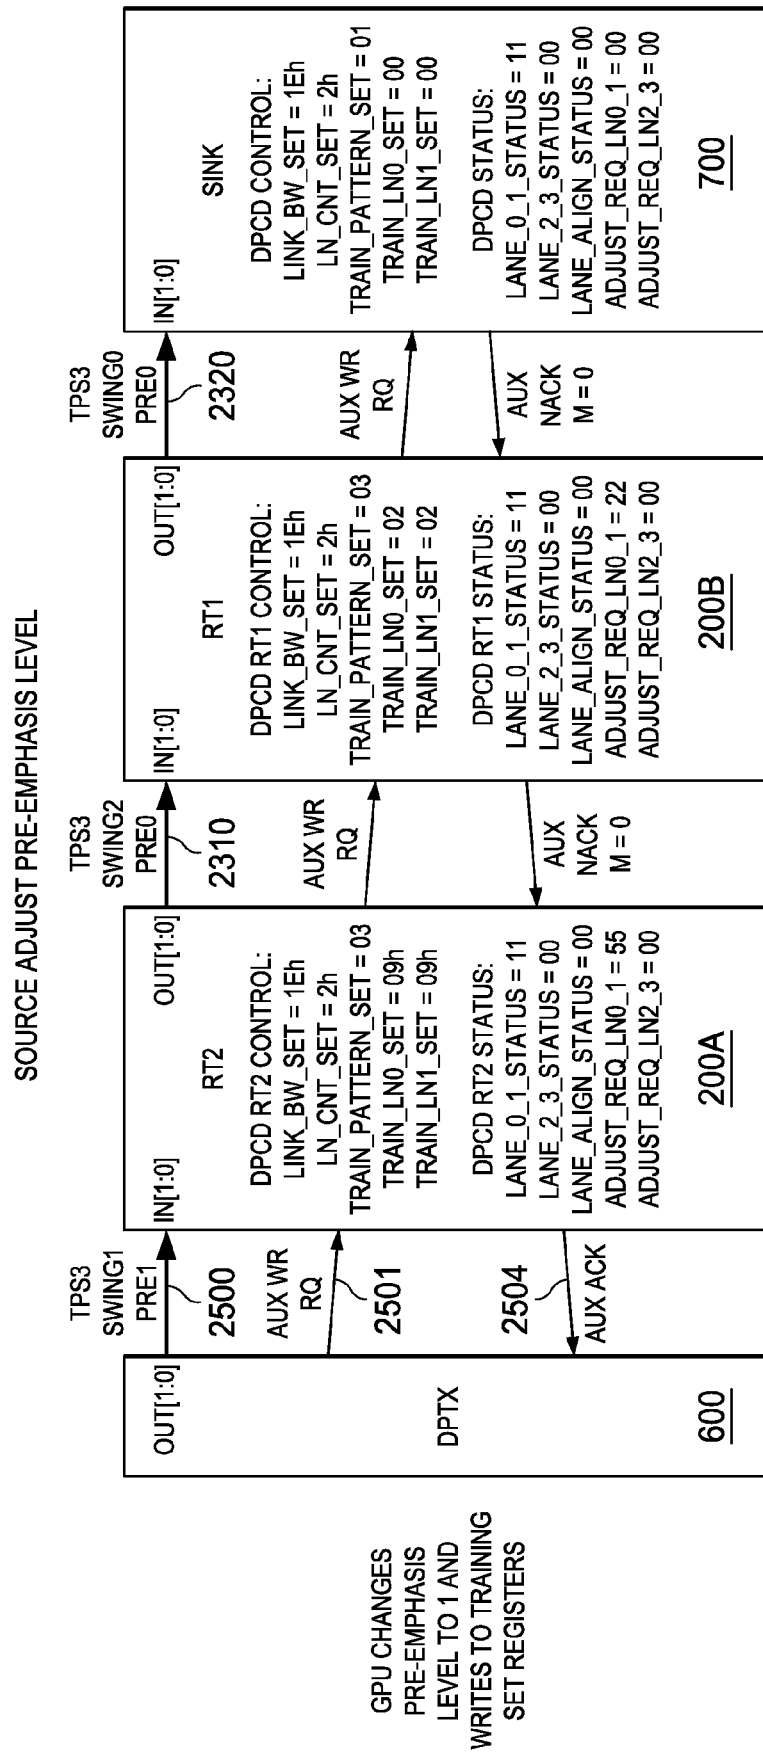 SOURCE ADJUST PRE-EMPHASIS LEVEL
GPU CHANGES
PRE-EMPHASIS
LEVEL TO 1 AND
WRITES TO TRAINING
SET REGISTERS
OUT[1:0]
DPTX
600
TPS3
SWING1
PRE1
2500
AUX WR
RQ
2501
2504
AUX ACK
IN[1:0]
OUT[1:0]
RT2
DPCD RT2 CONTROL:
LINK_BW_SET = 1Eh
LN_CNT_SET = 2h
TRAIN_PATTERN_SET = 03
TRAIN_LN0_SET = 09h
TRAIN_LN1_SET = 09h
DPCD RT2 STATUS:
LANE_0_1_STATUS = 11
LANE_2_3_STATUS = 00
LANE_ALIGN_STATUS = 00
ADJUST_REQ_LN0_1 = 55
ADJUST_REQ_LN2_3 = 00
200A
TPS3
SWING2
PRE0
2310
AUX WR
RQ
AUX
NACK
M = 0
IN[1:0]
OUT[1:0]
RT1
DPCD RT1 CONTROL:
LINK_BW_SET = 1Eh
LN_CNT_SET = 2h
TRAIN_PATTERN_SET = 03
TRAIN_LN0_SET = 02
TRAIN_LN1_SET = 02
DPCD RT1 STATUS:
LANE_0_1_STATUS = 11
LANE_2_3_STATUS = 00
LANE_ALIGN_STATUS = 00
ADJUST_REQ_LN0_1 = 22
ADJUST_REQ_LN2_3 = 00
200B
TPS3
SWING0
PRE0
2320
AUX WR
RQ
AUX
NACK
M = 0
IN[1:0]
SINK
DPCD CONTROL:
LINK_BW_SET = 1Eh
LN_CNT_SET = 2h
TRAIN_PATTERN_SET = 01
TRAIN_LN0_SET = 00
TRAIN_LN1_SET = 00
DPCD STATUS:
LANE_0_1_STATUS = 11
LANE_2_3_STATUS = 00
LANE_ALIGN_STATUS = 00
ADJUST_REQ_LN0_1 = 00
ADJUST_REQ_LN2_3 = 00
700